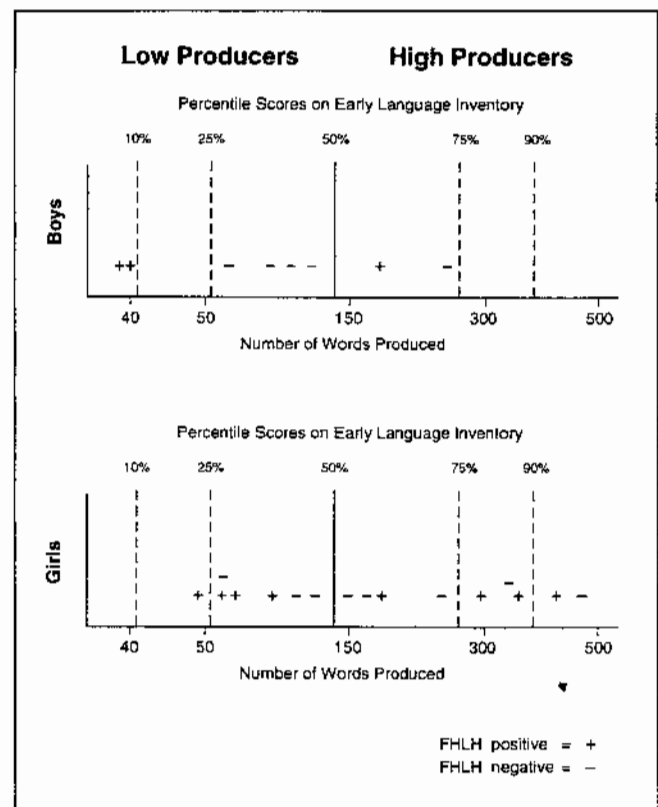 Low Producers High Producers
Percentile Scores on Early Language Inventory
10% 25% 50% 75% 90%
Boys
++ - - - - + -
40 50 150 300 500
Number of Words Produced
Percentile Scores on Early Language Inventory
10% 25% 50% 75% 90%
Girls
- -
+ + + + - - - - + - + + + -
40 50 150 300 500
Number of Words Produced
FHLH positive = +
FHLH negative = -